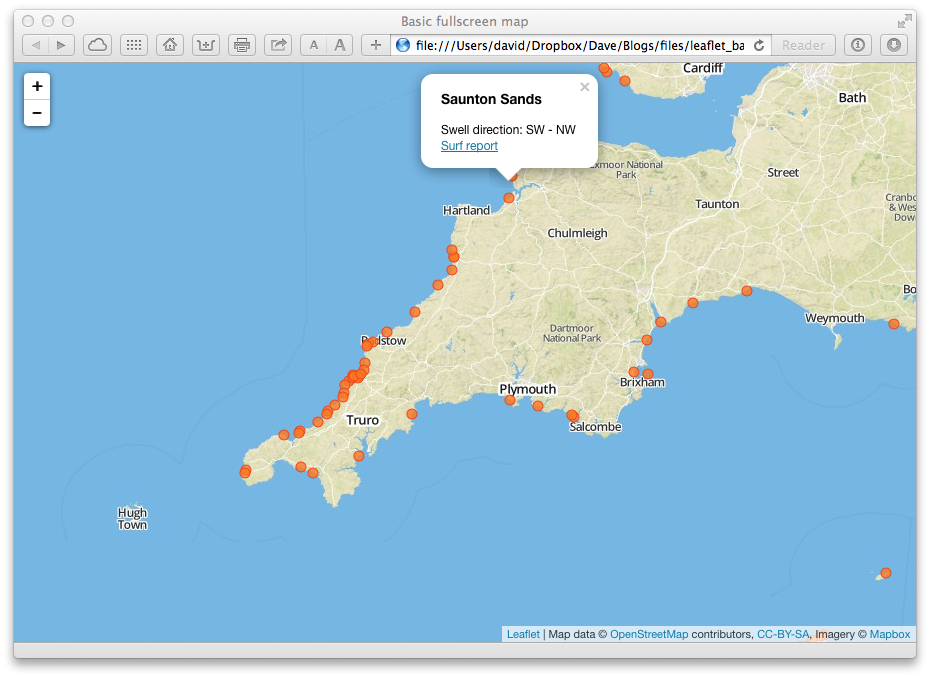 Basic fullscreen map
A A
+
file:///Users/david/Dropbox/Dave/Blogs/files/leaflet_ba
Reader
+
−
Cardiff
Bath
×
Saunton Sands
Swell direction: SW - NW
Surf report
xmoor National
Park
Street
Taunton
Cranbo
& Wes
Dow
Hartland
Chulmleigh
Bo
Weymouth
Dartmoor
National Park
Padstow
Brixham
Plymouth
Truro
Salcombe
Hugh
Town
Leaflet | Map data © OpenStreetMap contributors, CC-BY-SA, Imagery © Mapbox